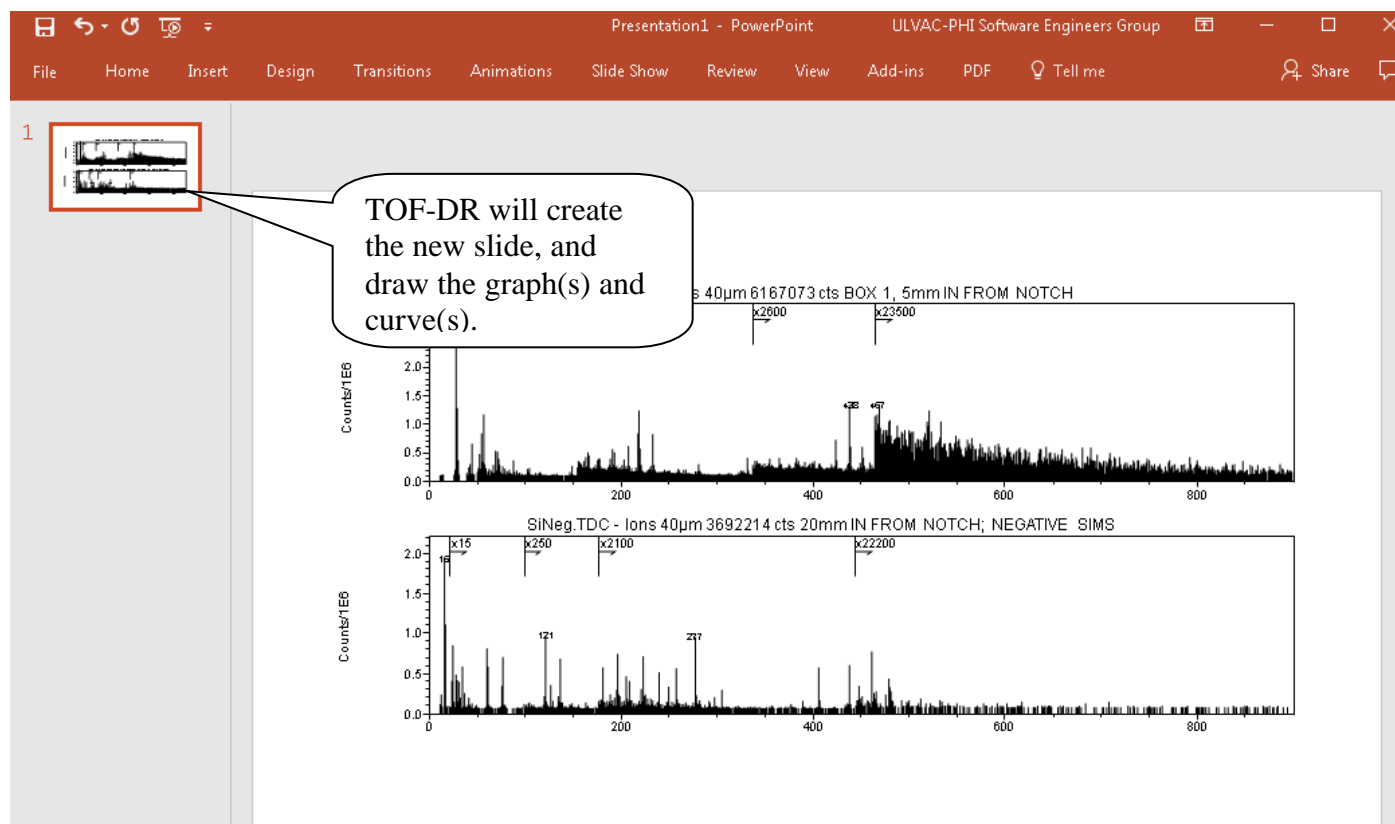 Presentation1 - PowerPoint ULVAC-PHI Software Engineers Group
File Home Insert Design Transitions Animations Slide Show Review View Add-ins PDF Tell me Share
1
TOF-DR will create
the new slide, and
draw the graph(s) and
curve(s).
s 40µm 6167073 cts BOX 1, 5mm IN FROM NOTCH
x2600 x23500
Counts/1E6
2.0
1.5
1.0
0.5
0.0
438 467
0 200 400 600 800
SiNeg.TDC - Ions 40µm 3692214 cts 20mm IN FROM NOTCH; NEGATIVE SIMS
x15 x250 x2100 x22200
Counts/1E6
2.0
1.5
1.0
0.5
0.0
16 121 277
0 200 400 600 800